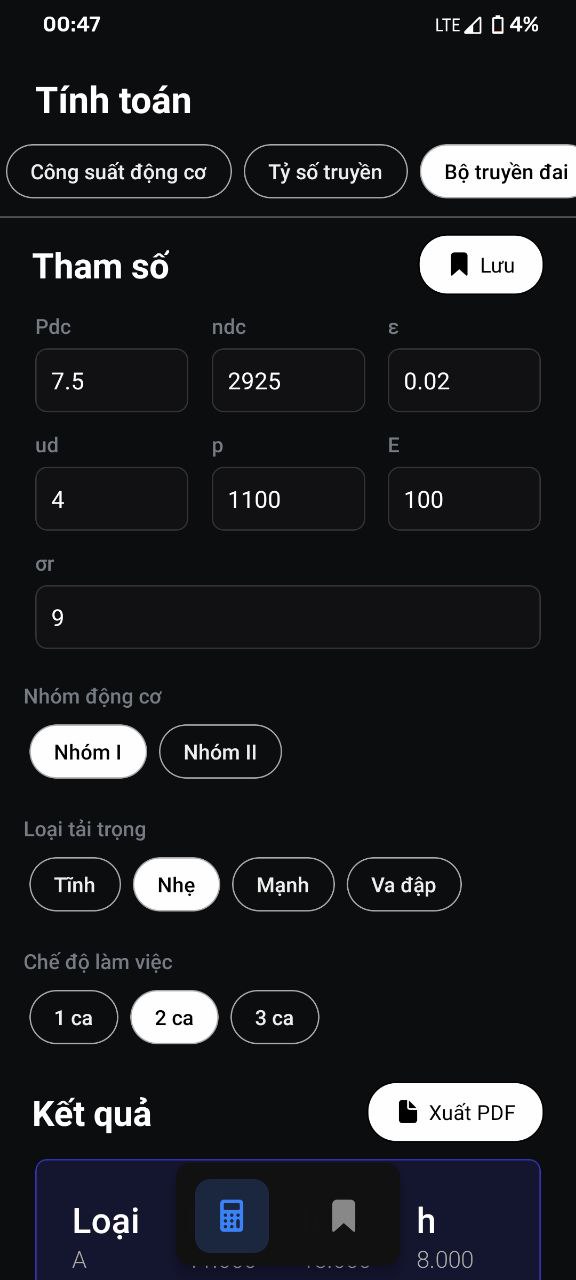 00:47 LTE 4%
Tính toán
Công suất động cơ Tỷ số truyền Bộ truyền đai
Tham số Lưu
Pdc ndc ε
7.5 2925 0.02
ud p E
4 1100 100
σr
9
Nhóm động cơ
Nhóm I Nhóm II
Loại tải trọng
Tĩnh Nhẹ Mạnh Va đập
Chế độ làm việc
1 ca 2 ca 3 ca
Kết quả Xuất PDF
Loại h
A 8.000